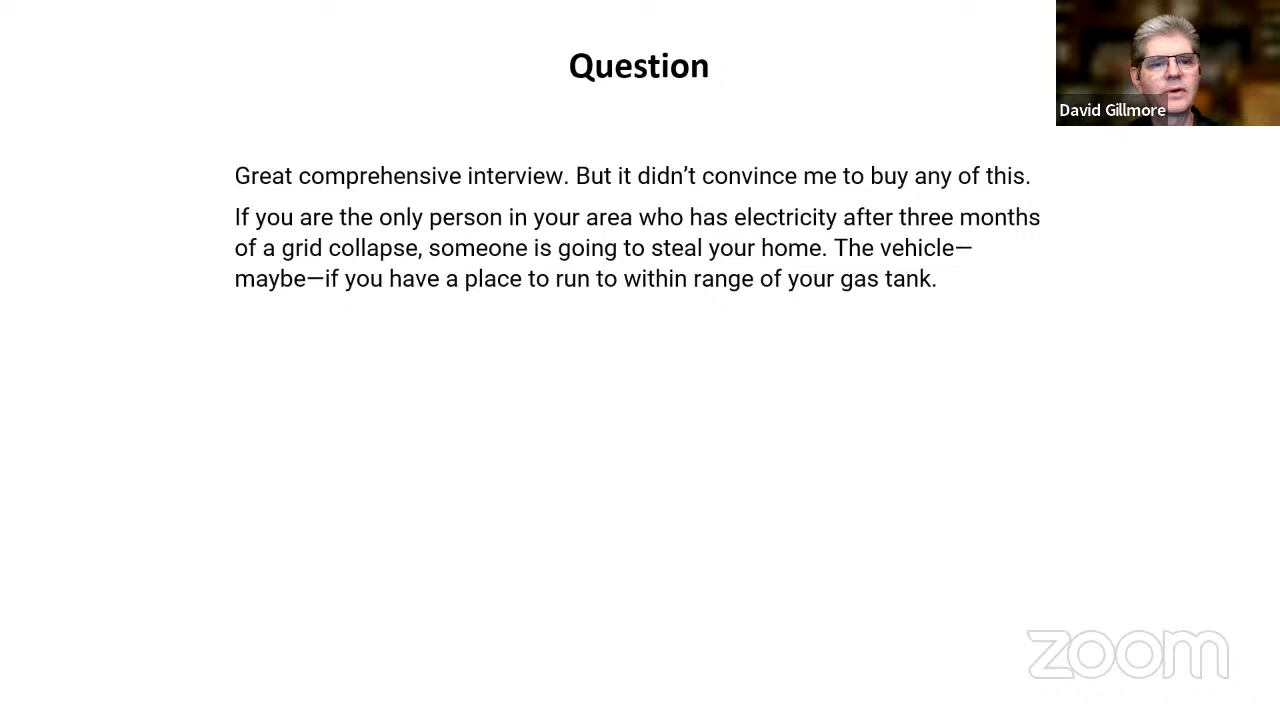 Question
David Gillmore
Great comprehensive interview. But it didn’t convince me to buy any of this.
If you are the only person in your area who has electricity after three months
of a grid collapse, someone is going to steal your home. The vehicle—
maybe—if you have a place to run to within range of your gas tank.
zoom